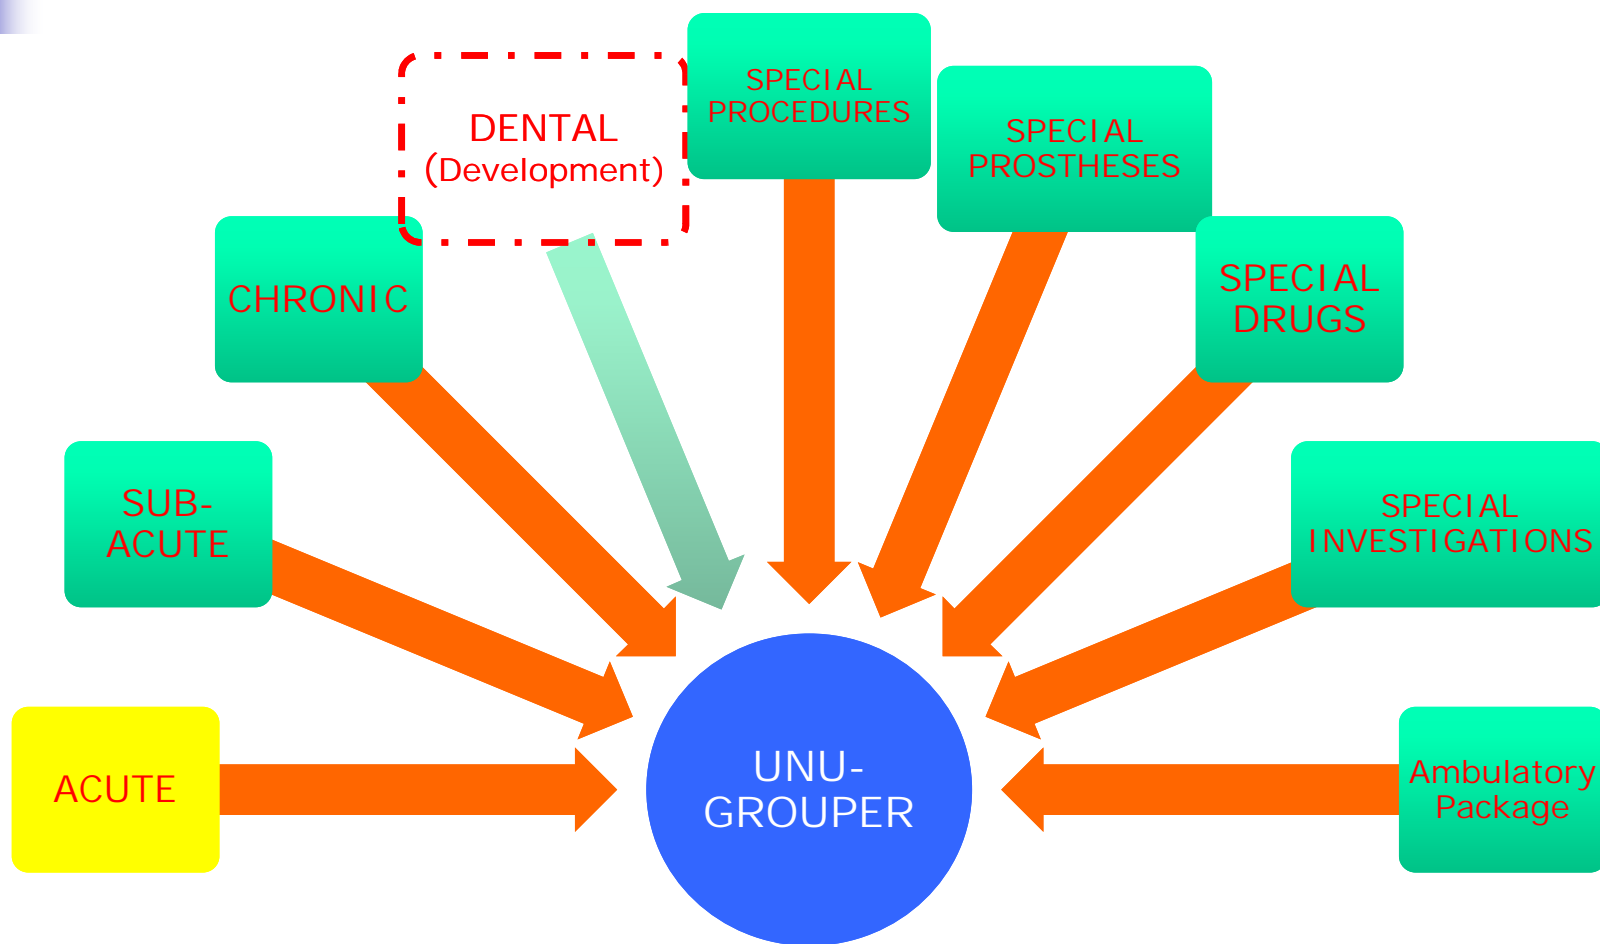 SPECIAL
PROCEDURES
DENTAL
(Development)
SPECIAL
PROSTHESES
CHRONIC
SPECIAL
DRUGS
SUB-
ACUTE
SPECIAL
INVESTIGATIONS
ACUTE
UNU-
GROUPER
Ambulatory
Package